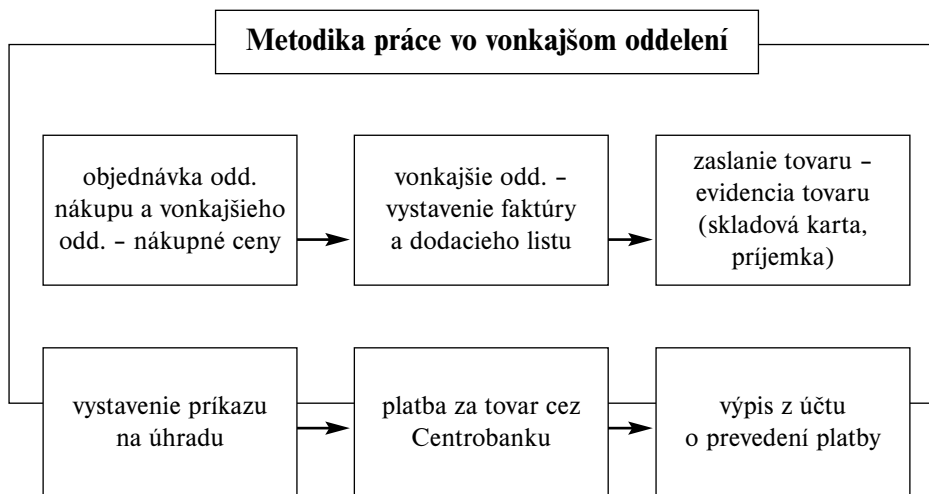 Metodika práce vo vonkajšom oddelení
objednávka odd.
nákupu a vonkajšieho
odd. – nákupné ceny
vonkajšie odd. –
vystavenie faktúry
a dodacieho listu
zaslanie tovaru –
evidencia tovaru
(skladová karta,
príjemka)
vystavenie príkazu
na úhradu
platba za tovar cez
Centrobanku
výpis z účtu
o prevedení platby